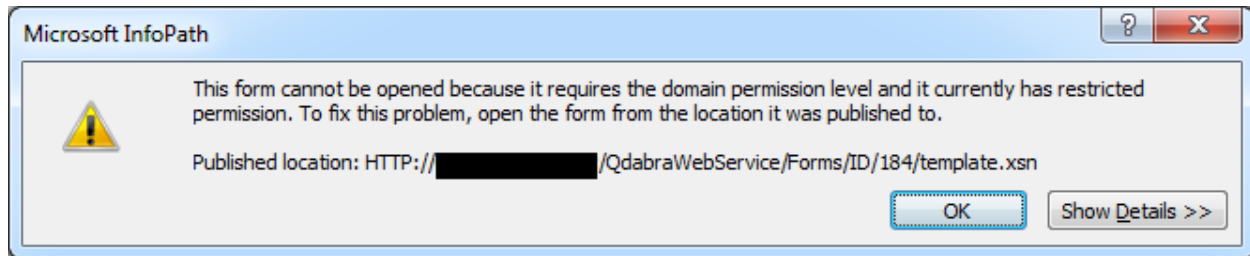 Microsoft InfoPath
This form cannot be opened because it requires the domain permission level and it currently has restricted
permission. To fix this problem, open the form from the location it was published to.
Published location: HTTP:// /QdabraWebService/Forms/ID/184/template.xsn
OK
Show Details >>